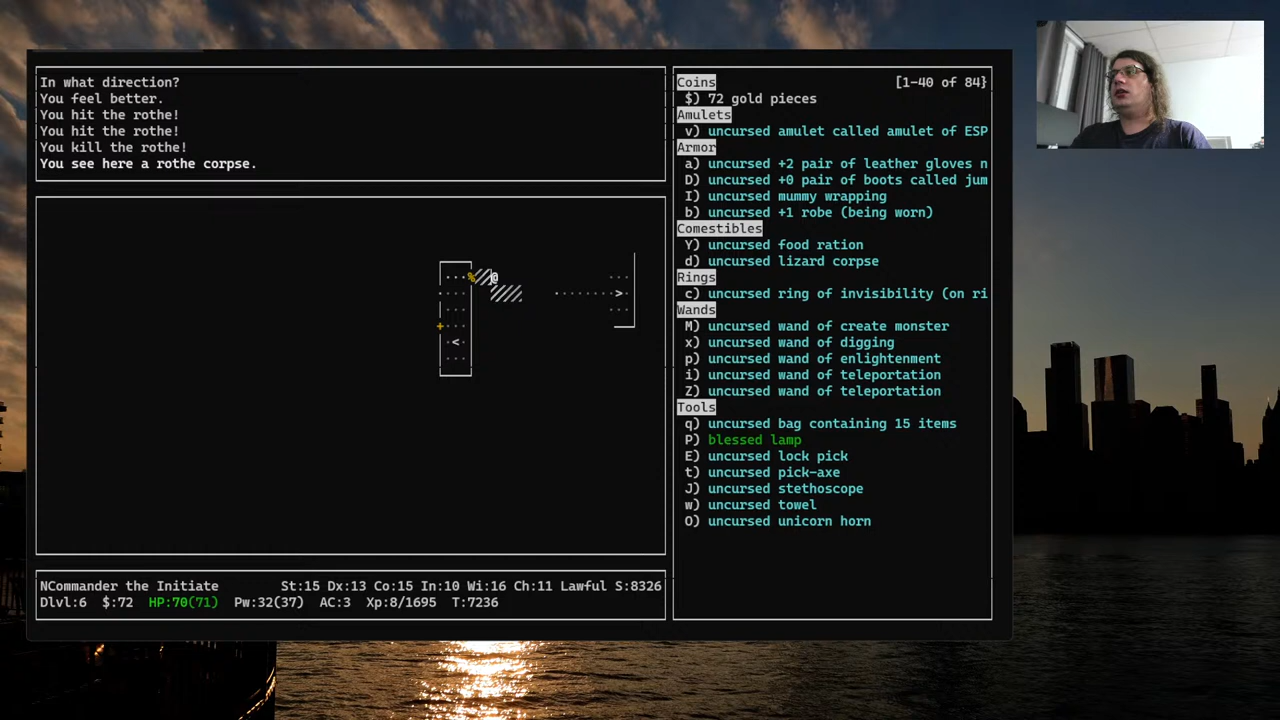 In what direction?
You feel better.
You hit the rothe!
You hit the rothe!
You kill the rothe!
You see here a rothe corpse.
Coins [1-40 of 84}
$) 72 gold pieces
Amulets
v) uncursed amulet called amulet of ESP
Armor
a) uncursed +2 pair of leather gloves n
D) uncursed +0 pair of boots called jum
I) uncursed mummy wrapping
b) uncursed +1 robe (being worn)
Comestibles
Y) uncursed food ration
d) uncursed lizard corpse
Rings
c) uncursed ring of invisibility (on ri
Wands
M) uncursed wand of create monster
x) uncursed wand of digging
p) uncursed wand of enlightenment
i) uncursed wand of teleportation
Z) uncursed wand of teleportation
Tools
q) uncursed bag containing 15 items
P) blessed lamp
E) uncursed lock pick
t) uncursed pick-axe
J) uncursed stethoscope
w) uncursed towel
O) uncursed unicorn horn
NCommander the Initiate St:15 Dx:13 Co:15 In:10 Wi:16 Ch:11 Lawful S:8326
Dlvl:6 $:72 HP:70(71) Pw:32(37) AC:3 Xp:8/1695 T:7236